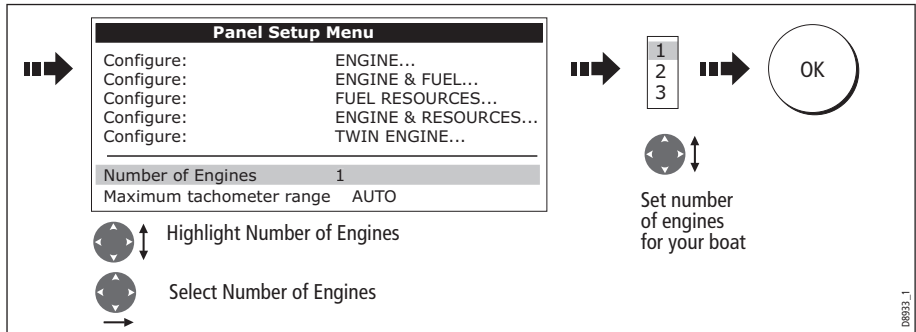 Panel Setup Menu
Configure: ENGINE...
Configure: ENGINE & FUEL...
Configure: FUEL RESOURCES...
Configure: ENGINE & RESOURCES...
Configure: TWIN ENGINE...
Number of Engines 1
Maximum tachometer range AUTO
Highlight Number of Engines
Select Number of Engines
1
2
3
Set number
of engines
for your boat
OK
D8933_1